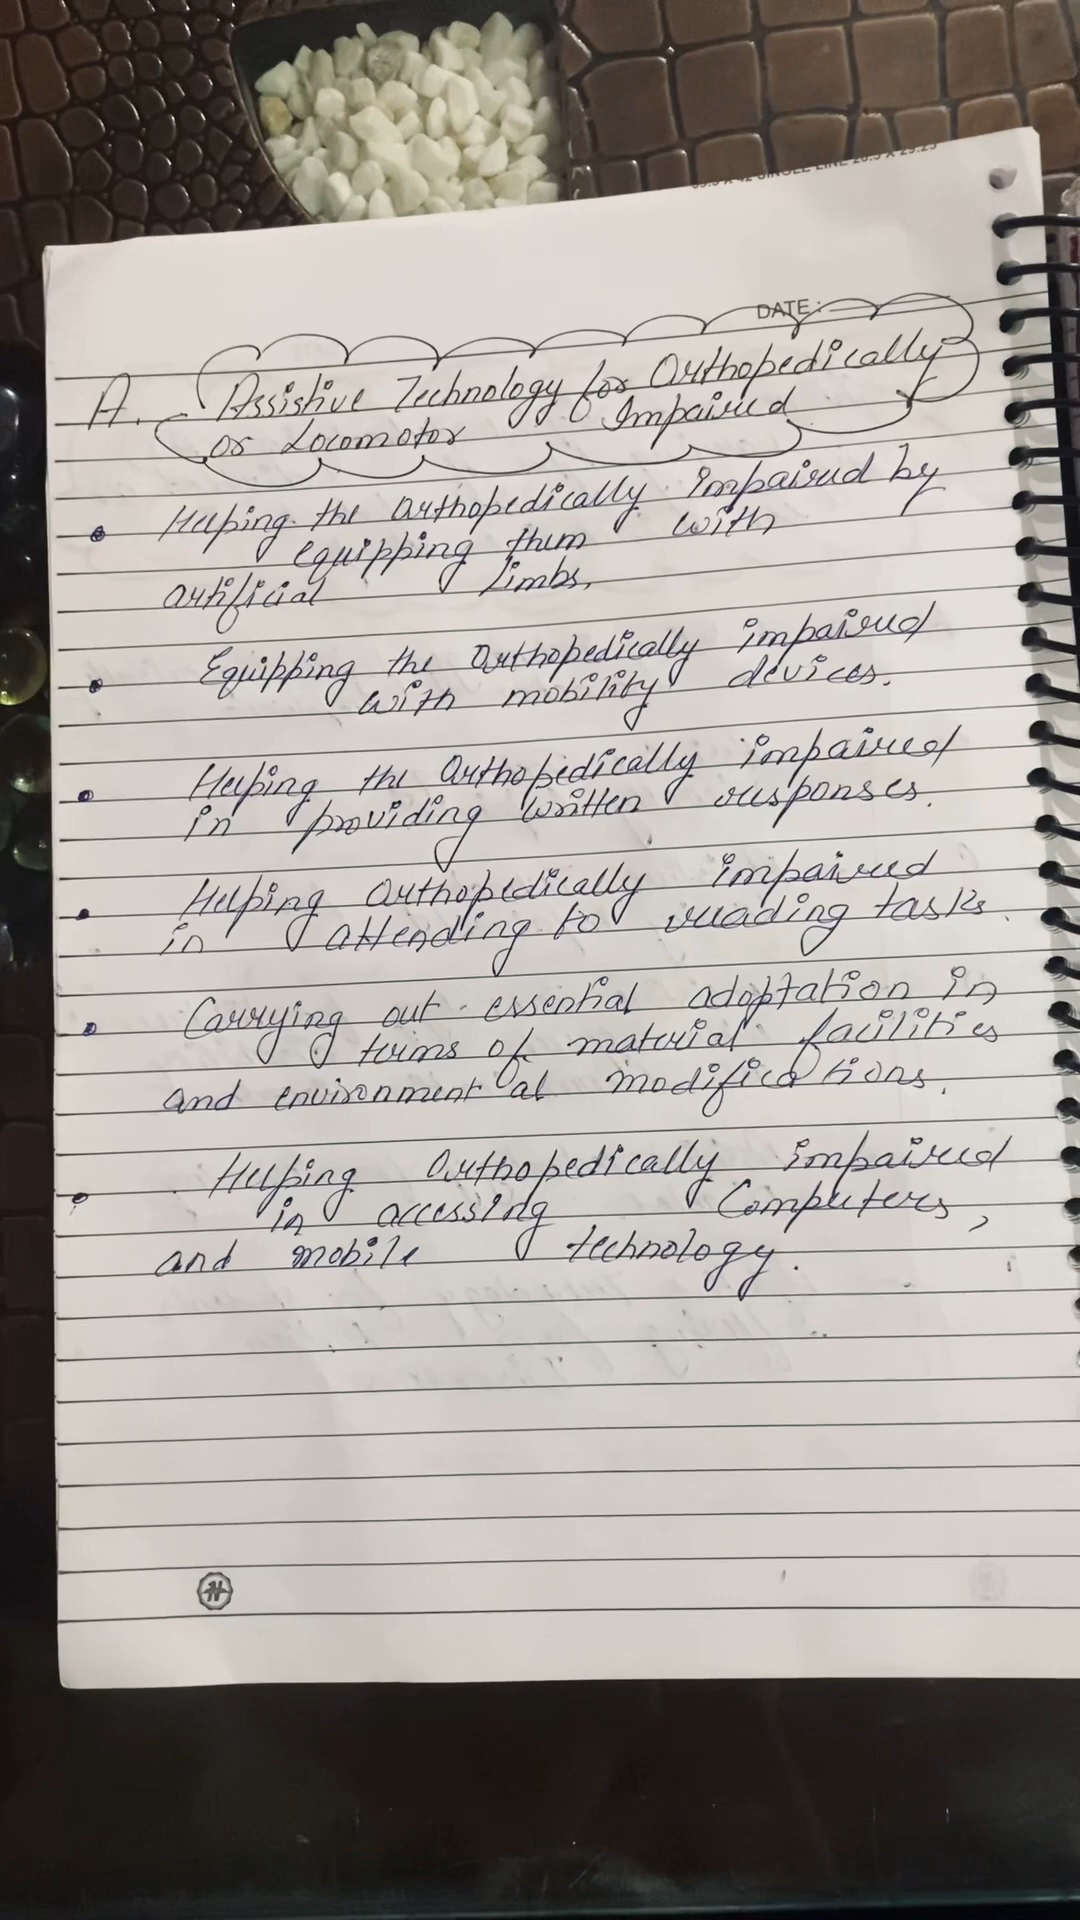 DATE:
A. Assistive Technology for Orthopedically
or Locomotor Impaired
• Helping the Orthopedically Impaired by
equipping them with
artificial limbs.
• Equipping the Orthopedically impaired
with mobility devices.
• Helping the Orthopedically impaired
in providing written responses.
• Helping Orthopedically impaired
in attending to reading tasks.
• Carrying out essential adaptation in
terms of material facilities
and environmental modifications.
• Helping Orthopedically impaired
in accessing Computers,
and mobile technology.